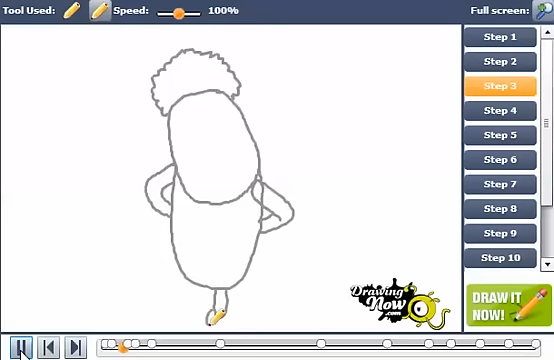 Tool Used: Speed: 100% Full screen:
Step 1
Step 2
Step 3
Step 4
Step 5
Step 6
Step 7
Step 8
Step 9
Step 10
Drawing
Now.com
DRAW IT
NOW!